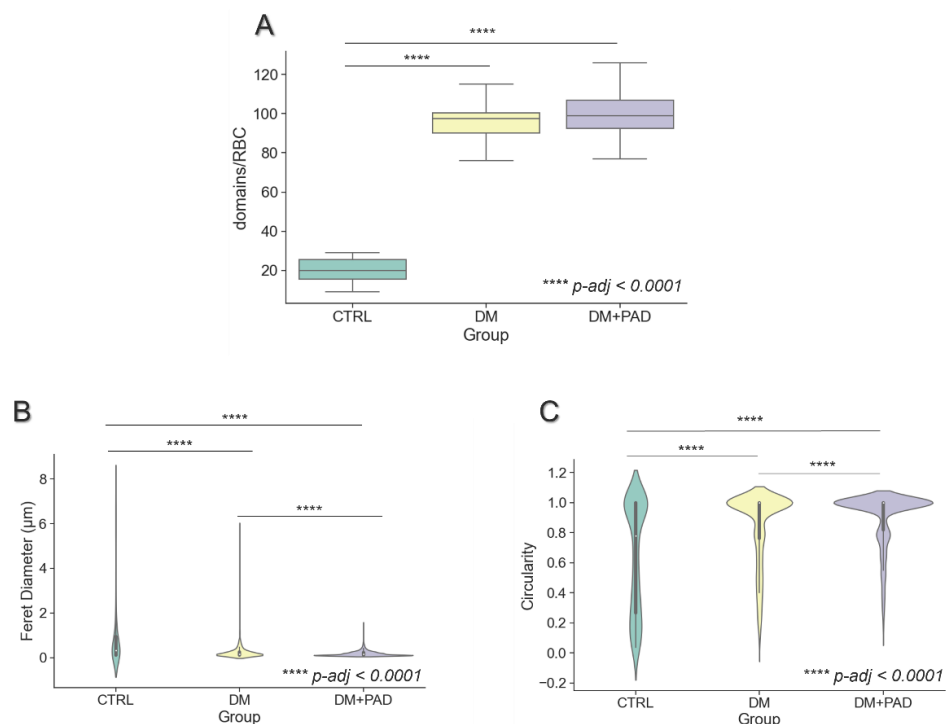 A
****
****
domains/RBC
120
100
80
60
40
20
**** p-adj < 0.0001
CTRL
DM
DM+PAD
Group
B
****
****
****
Feret Diameter (μm)
8
6
4
2
0
**** p-adj < 0.0001
CTRL
DM
DM+PAD
Group
C
****
****
****
Circularity
1.2
1.0
0.8
0.6
0.4
0.2
0.0
−0.2
**** p-adj < 0.0001
CTRL
DM
DM+PAD
Group